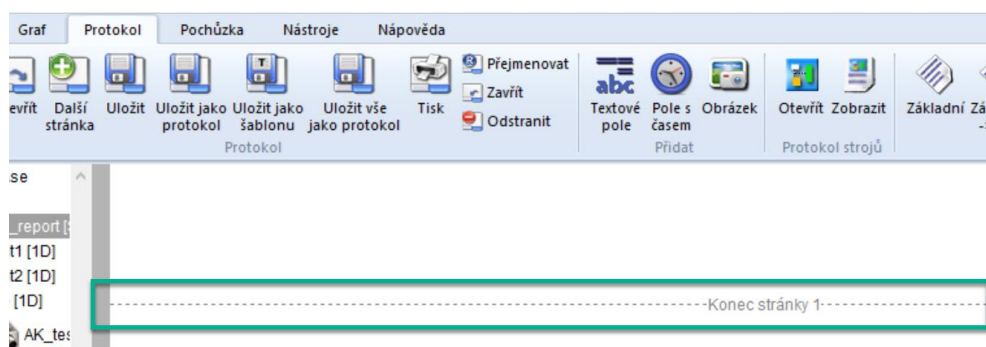 Graf Protokol Pochůzka Nástroje Nápověda
evřít Další stránka Uložit Uložit jako protokol Uložit jako šablonu Uložit vše jako protokol Tisk
T
R Přejmenovat
Zavřít
Odstranit
Protokol
abc
Textové pole Pole s časem Obrázek
Přidat
Otevřít Zobrazit
Protokol strojů
Základní Zá
se
_report [S
t1 [1D]
t2 [1D]
[1D]
AK_tes
Konec stránky 1